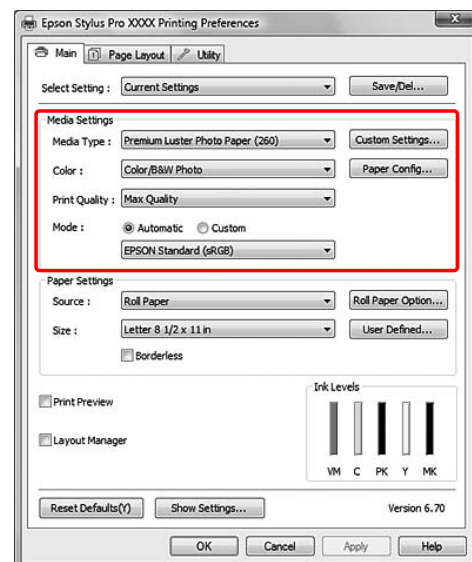 Epson Stylus Pro XXXX Printing Preferences
Main Page Layout Utility
Select Setting : Current Settings Save/Del...
Media Settings
Media Type : Premium Luster Photo Paper (260) Custom Settings...
Color : Color/B&W Photo Paper Config...
Print Quality : Max Quality
Mode : Automatic Custom
EPSON Standard (sRGB)
Paper Settings
Source : Roll Paper Roll Paper Option...
Size : Letter 8 1/2 x 11 in User Defined...
Borderless
Print Preview
Layout Manager
Ink Levels
VM C PK Y MK
Reset Defaults(Y) Show Settings... Version 6.70
OK Cancel Apply Help